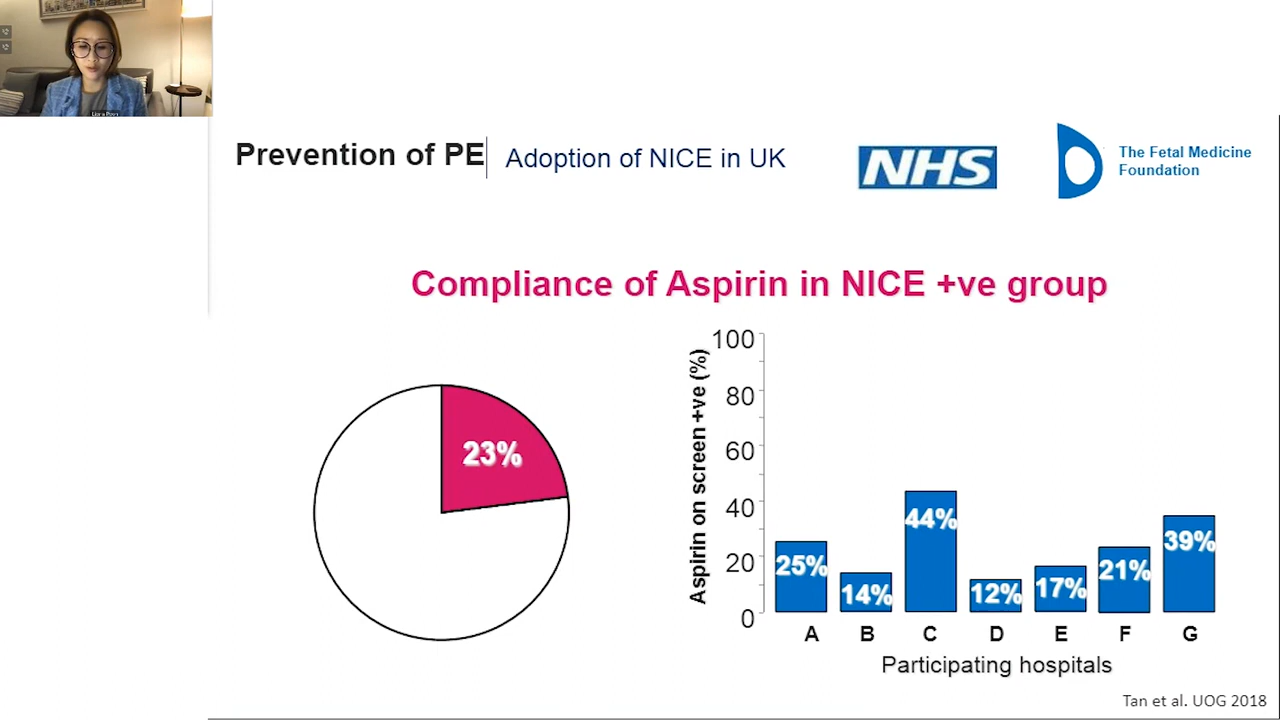 Prevention of PE
Adoption of NICE in UK
NHS
The Fetal Medicine
Foundation
Compliance of Aspirin in NICE +ve group
23%
Aspirin on screen +ve (%)
100
80
60
40
20
0
25%
14%
44%
12%
17%
21%
39%
A
B
C
D
E
F
G
Participating hospitals
Tan et al. UOG 2018